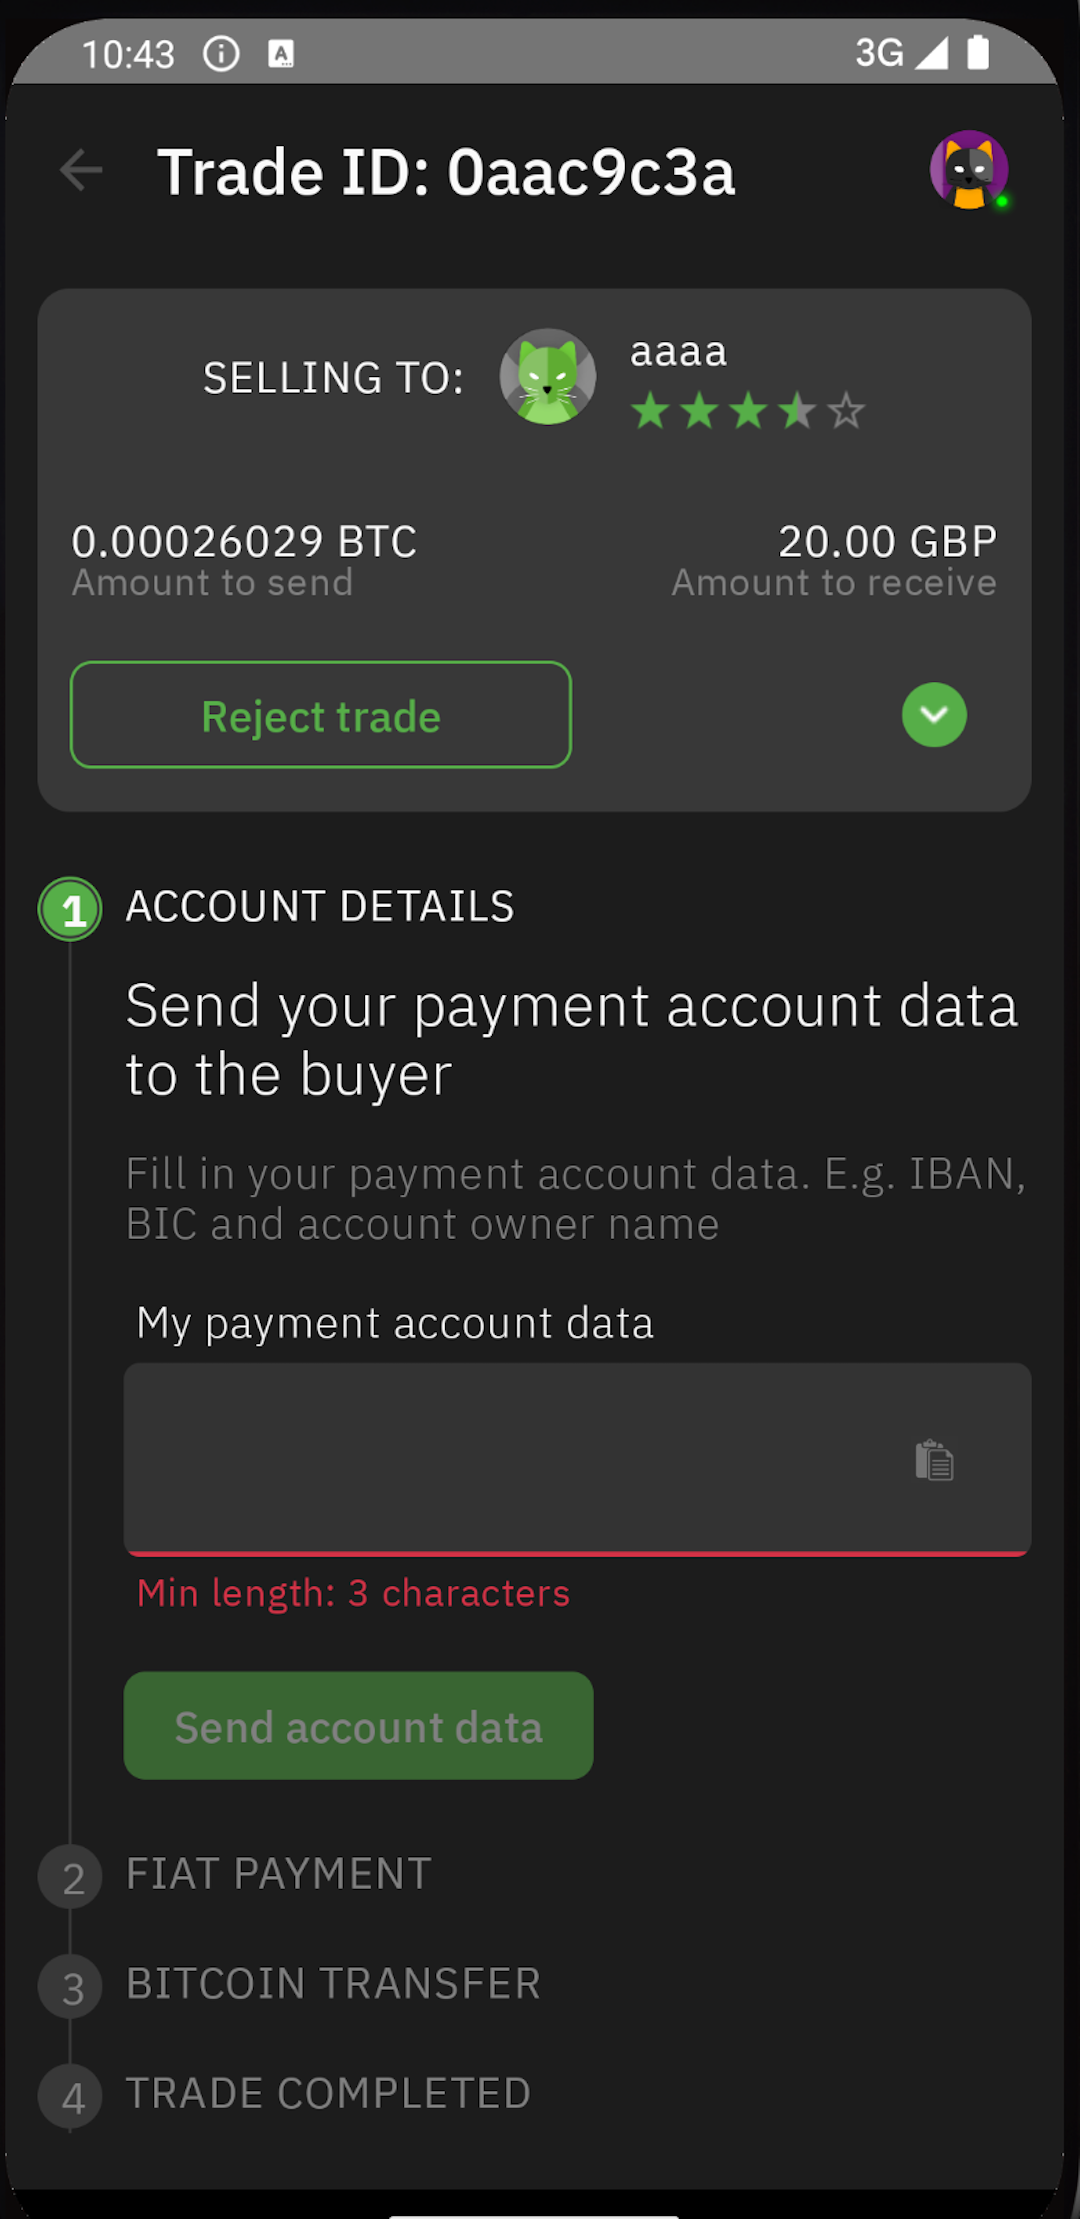 10:43
3G
Trade ID: 0aac9c3a
SELLING TO:
aaaa
0.00026029 BTC
20.00 GBP
Amount to send
Amount to receive
Reject trade
1
ACCOUNT DETAILS
Send your payment account data
to the buyer
Fill in your payment account data. E.g. IBAN,
BIC and account owner name
My payment account data
Min length: 3 characters
Send account data
2
FIAT PAYMENT
3
BITCOIN TRANSFER
4
TRADE COMPLETED